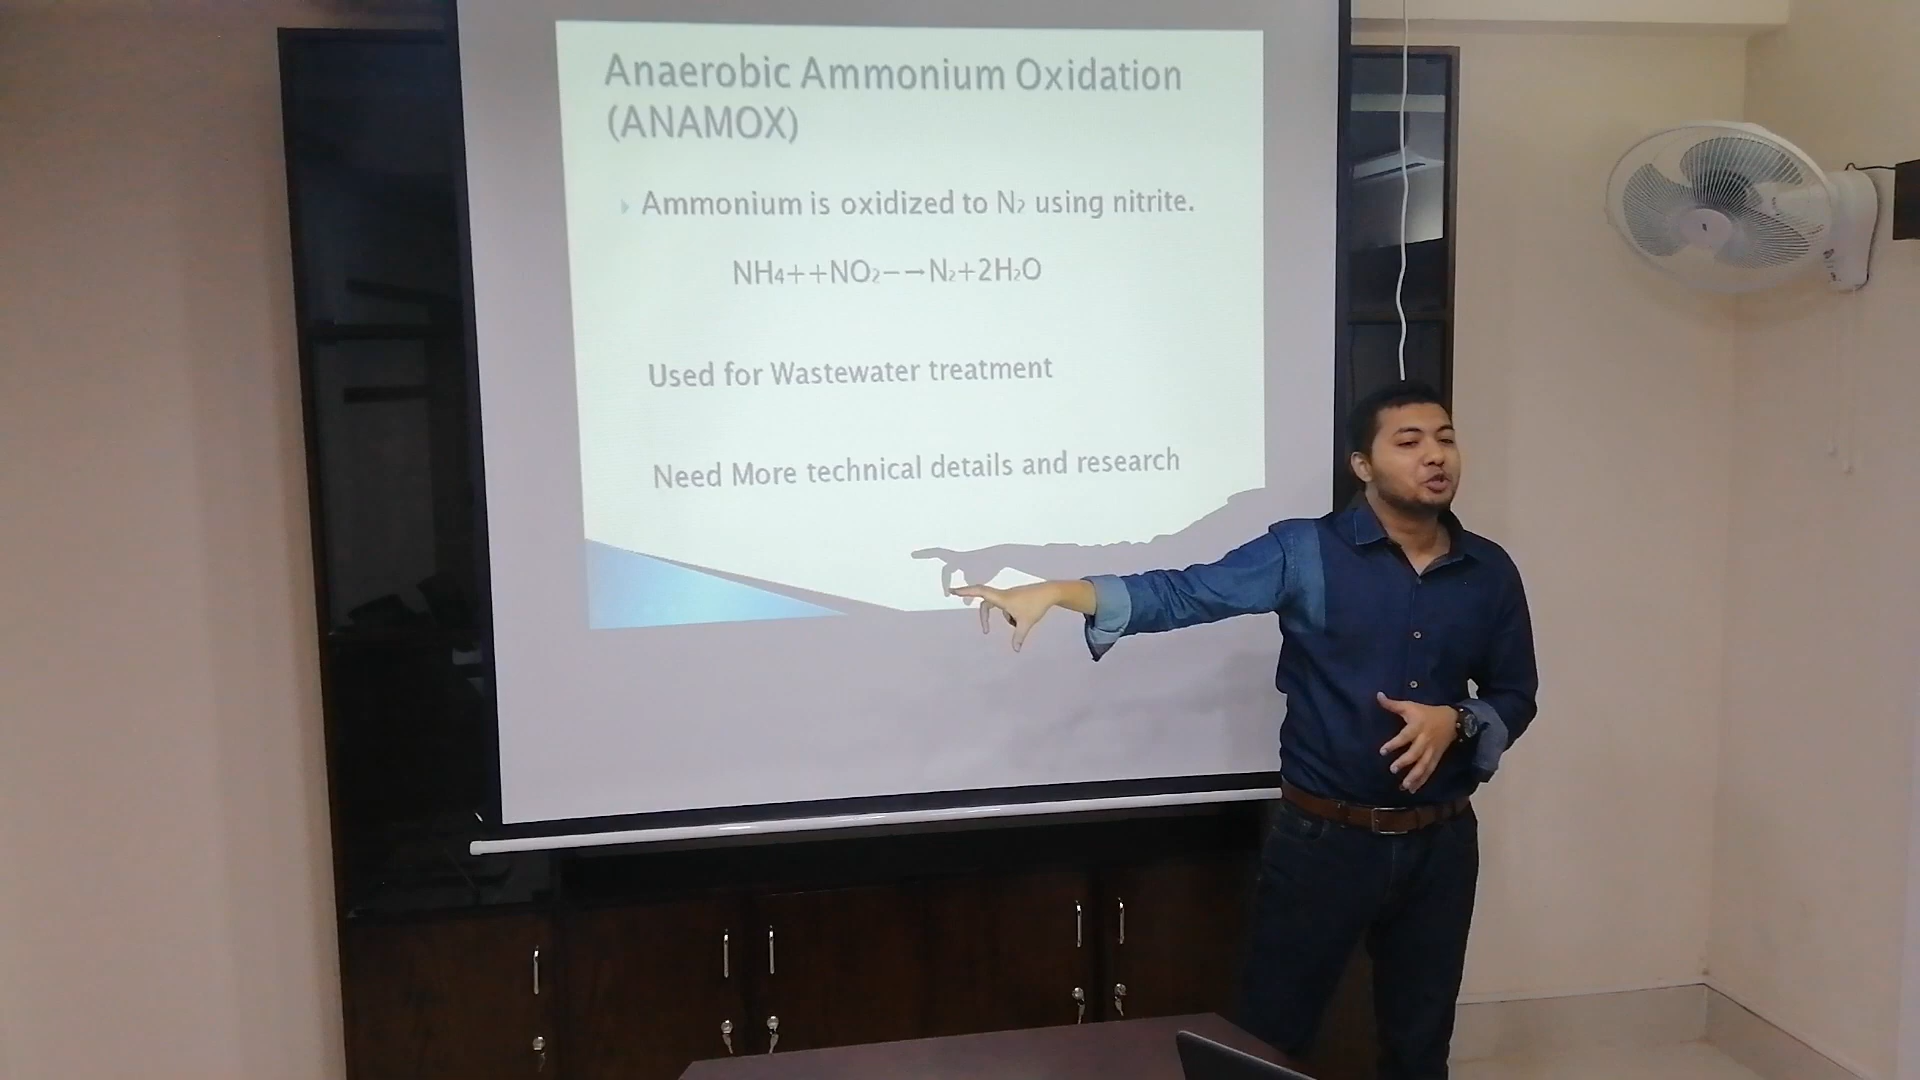 Anaerobic Ammonium Oxidation
(ANAMOX)
Ammonium is oxidized to N₂ using nitrite.
NH₄++NO₂−→N₂+2H₂O
Used for Wastewater treatment
Need More technical details and research